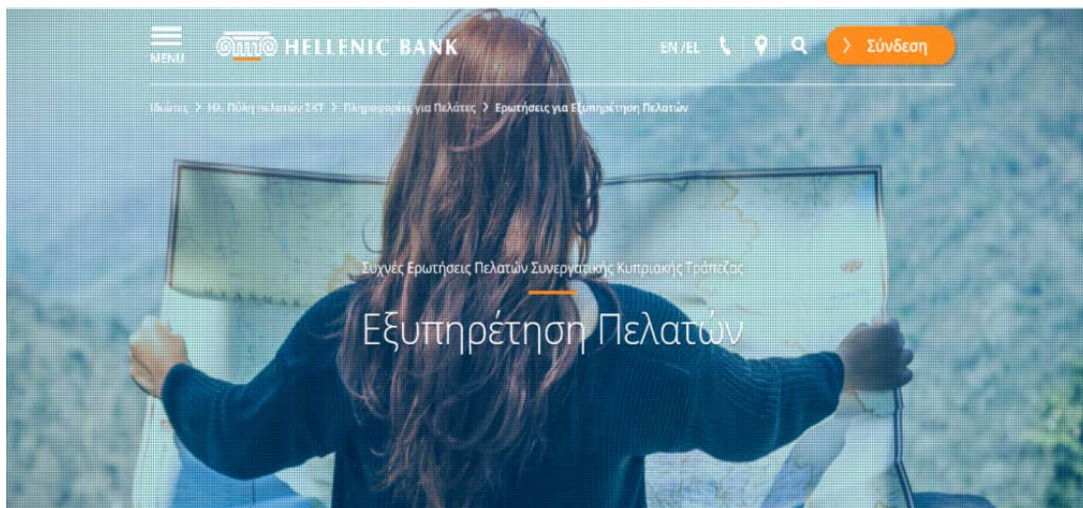 MENU
HELLENIC BANK
EN/EL
Σύνδεση
Ιδιώτες > Ηλ. Πύλη πελατών ΣΚΤ > Πληροφορίες για Πελάτες > Ερωτήσεις για Εξυπηρέτηση Πελατών
Συχνές Ερωτήσεις Πελατών Συνεργατικής Κυπριακής Τράπεζας
Εξυπηρέτηση Πελατών